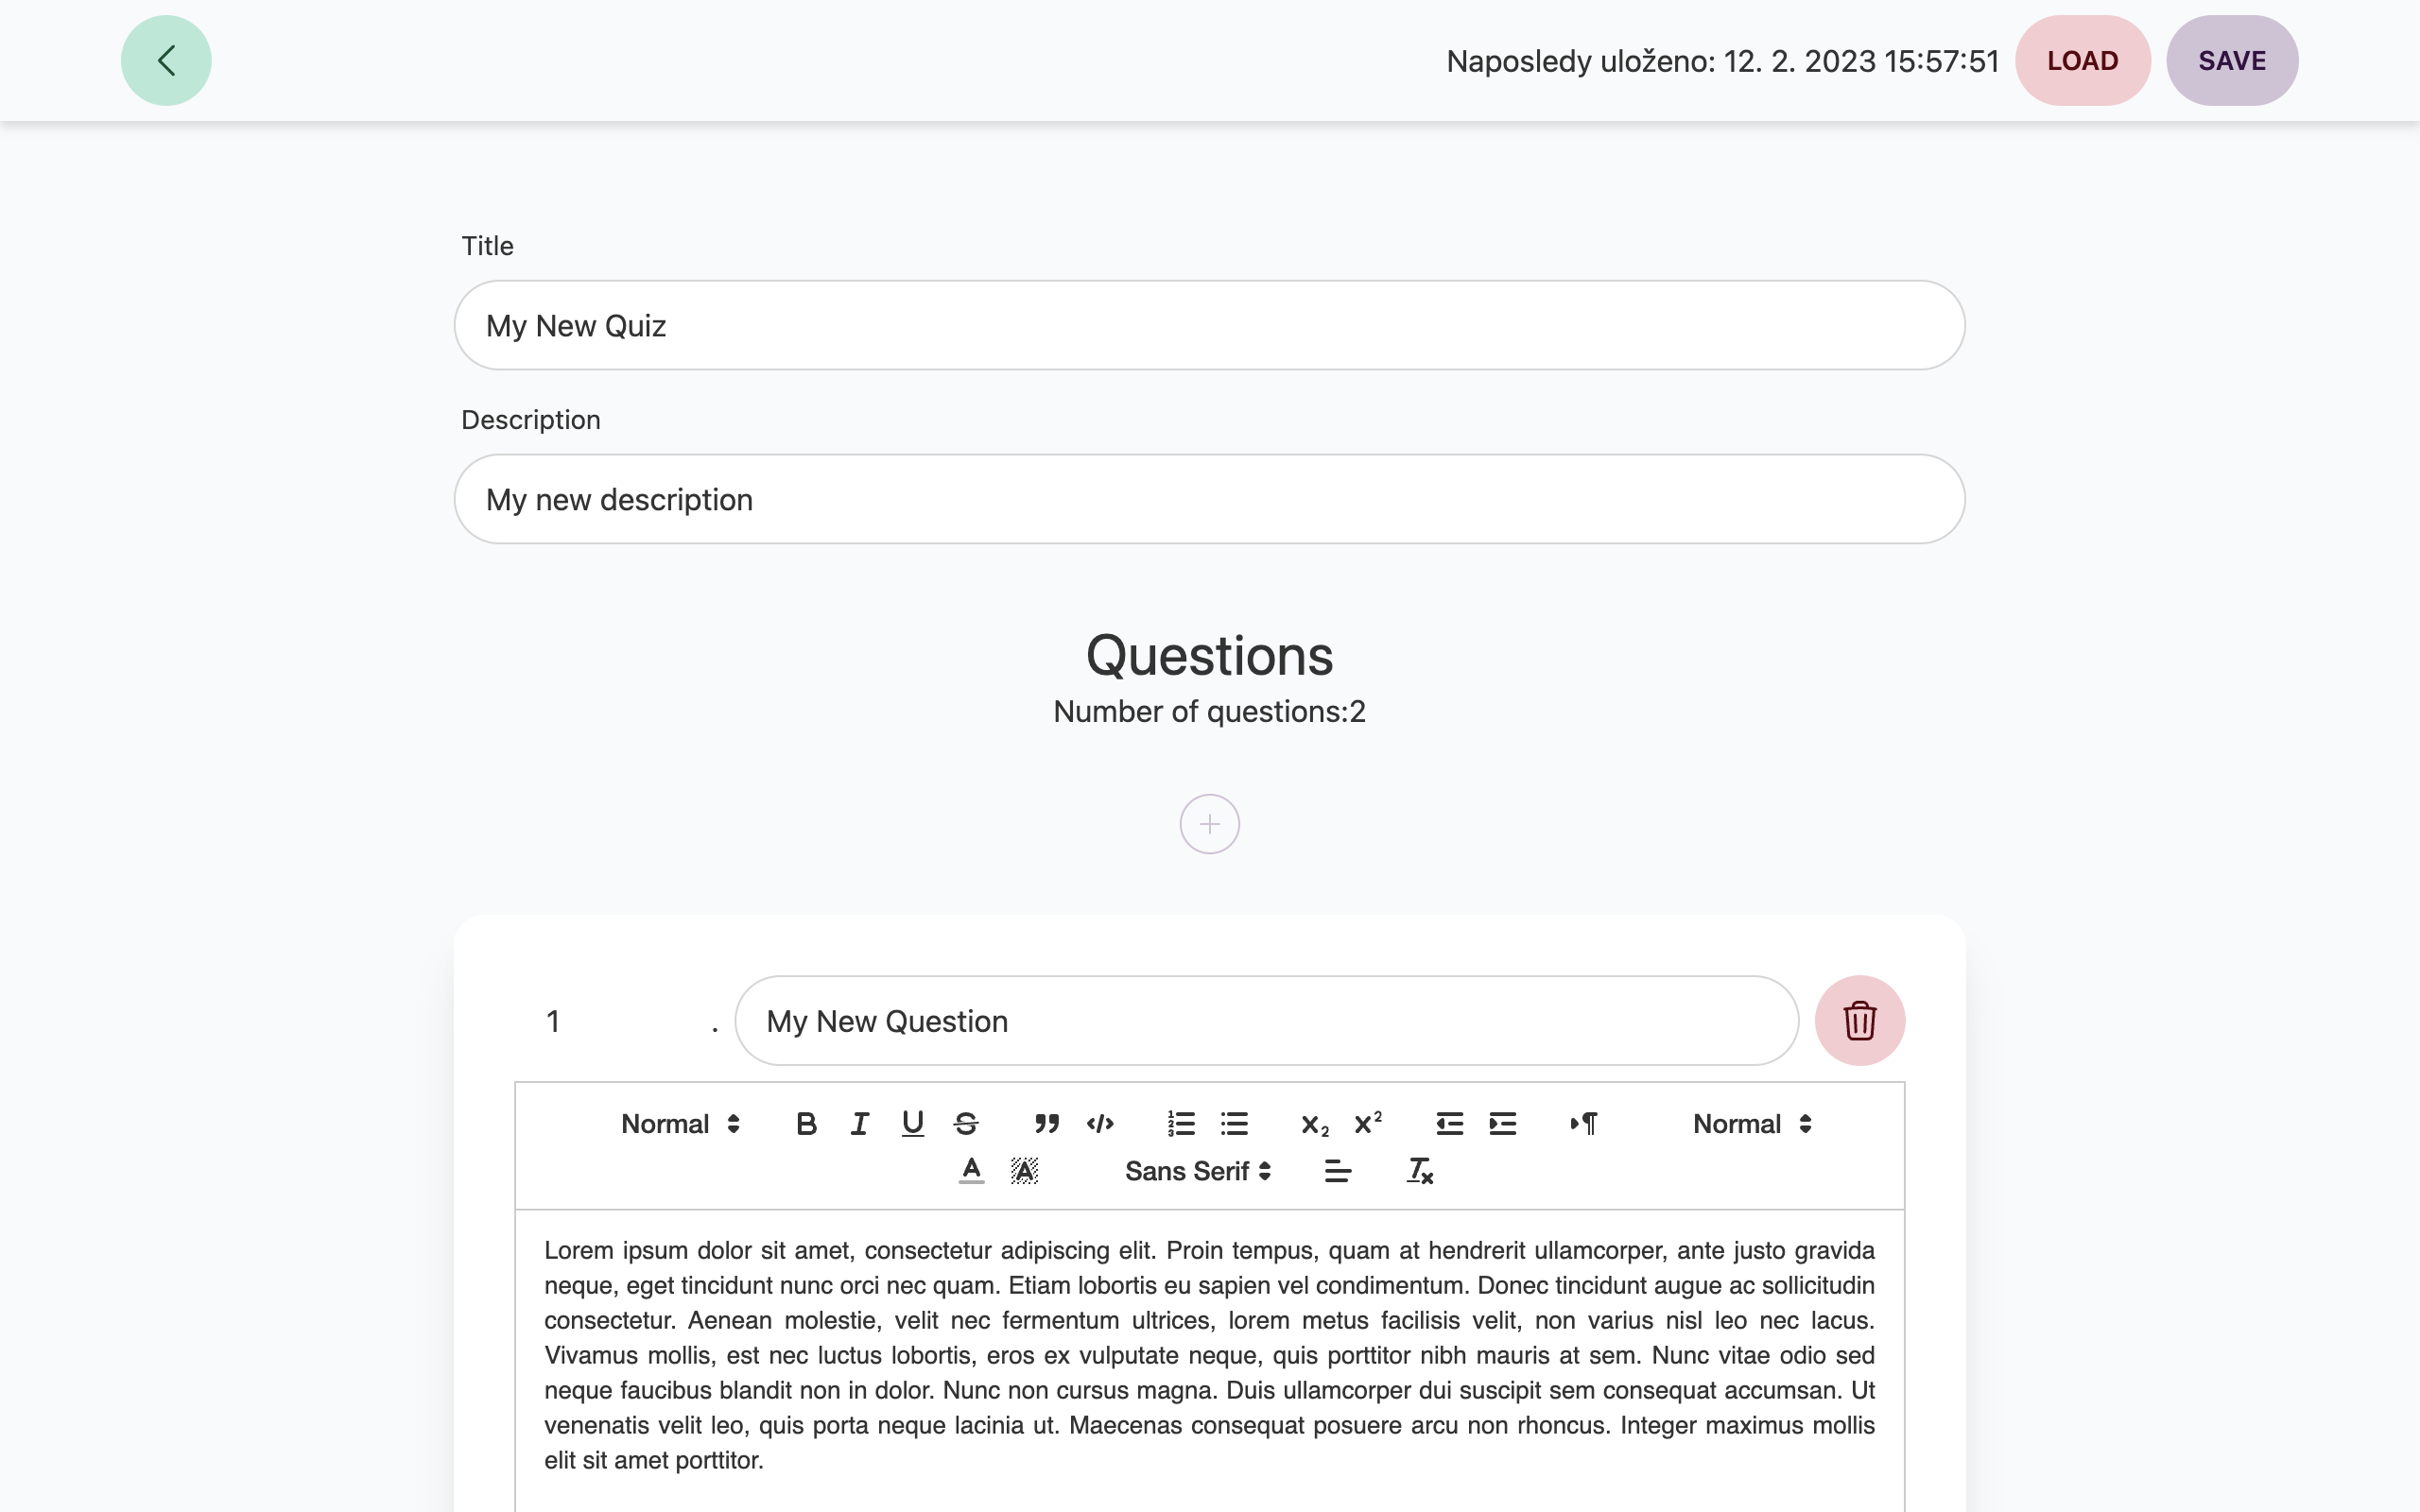 Naposledy uloženo: 12. 2. 2023 15:57:51 LOAD SAVE
Title
My New Quiz
Description
My new description
Questions
Number of questions:2
1 . My New Question
Normal B I U S x₂ x² Normal
A A Sans Serif Tx
Lorem ipsum dolor sit amet, consectetur adipiscing elit. Proin tempus, quam at hendrerit ullamcorper, ante justo gravida
neque, eget tincidunt nunc orci nec quam. Etiam lobortis eu sapien vel condimentum. Donec tincidunt augue ac sollicitudin
consectetur. Aenean molestie, velit nec fermentum ultrices, lorem metus facilisis velit, non varius nisl leo nec lacus.
Vivamus mollis, est nec luctus lobortis, eros ex vulputate neque, quis porttitor nibh mauris at sem. Nunc vitae odio sed
neque faucibus blandit non in dolor. Nunc non cursus magna. Duis ullamcorper dui suscipit sem consequat accumsan. Ut
venenatis velit leo, quis porta neque lacinia ut. Maecenas consequat posuere arcu non rhoncus. Integer maximus mollis
elit sit amet porttitor.